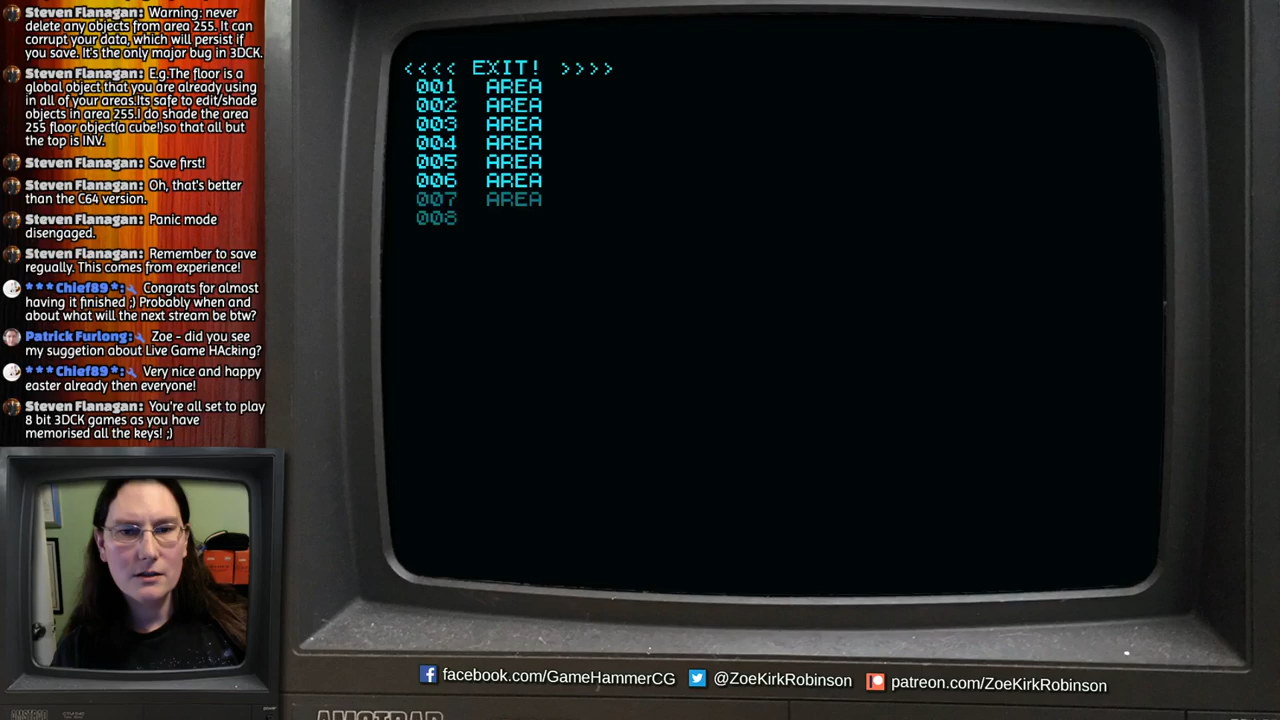 Steven Flanagan: Warning: never
delete any objects from area 255. It can
corrupt your data, which will persist if
you save. It's the only major bug in 3DCK.
Steven Flanagan: E.g.The floor is a
global object that you are already using
in all of your areas.Its safe to edit/shade
objects in area 255.I do shade the area
255 floor object(a cube!)so that all but
the top is INV.
Steven Flanagan: Save first!
Steven Flanagan: Oh, that's better
than the C64 version.
Steven Flanagan: Panic mode
disengaged.
Steven Flanagan: Remember to save
regually. This comes from experience!
***Chief89*: Congrats for almost
having it finished ;) Probably when and
about what will the next stream be btw?
Patrick Furlong: Zoe - did you see
my suggetion about Live Game HAcking?
***Chief89*: Very nice and happy
easter already then everyone!
Steven Flanagan: You're all set to play
8 bit 3DCK games as you have
memorised all the keys! ;)
<<<< EXIT! >>>>
001 AREA
002 AREA
003 AREA
004 AREA
005 AREA
006 AREA
007 AREA
008
facebook.com/GameHammerCG @ZoeKirkRobinson patreon.com/ZoeKirkRobinson
AMSTRAD